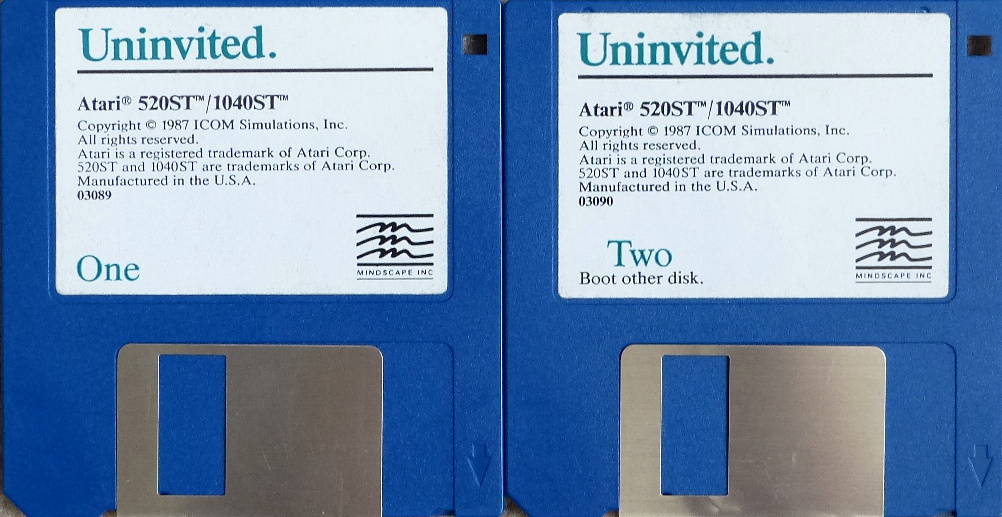 Uninvited.
Atari® 520ST™/1040ST™
Copyright © 1987 ICOM Simulations, Inc.
All rights reserved.
Atari is a registered trademark of Atari Corp.
520ST and 1040ST are trademarks of Atari Corp.
Manufactured in the U.S.A.
03089
One
MINDSCAPE INC
Uninvited.
Atari® 520ST™/1040ST™
Copyright © 1987 ICOM Simulations, Inc.
All rights reserved.
Atari is a registered trademark of Atari Corp.
520ST and 1040ST are trademarks of Atari Corp.
Manufactured in the U.S.A.
03090
Two
Boot other disk.
MINDSCAPE INC